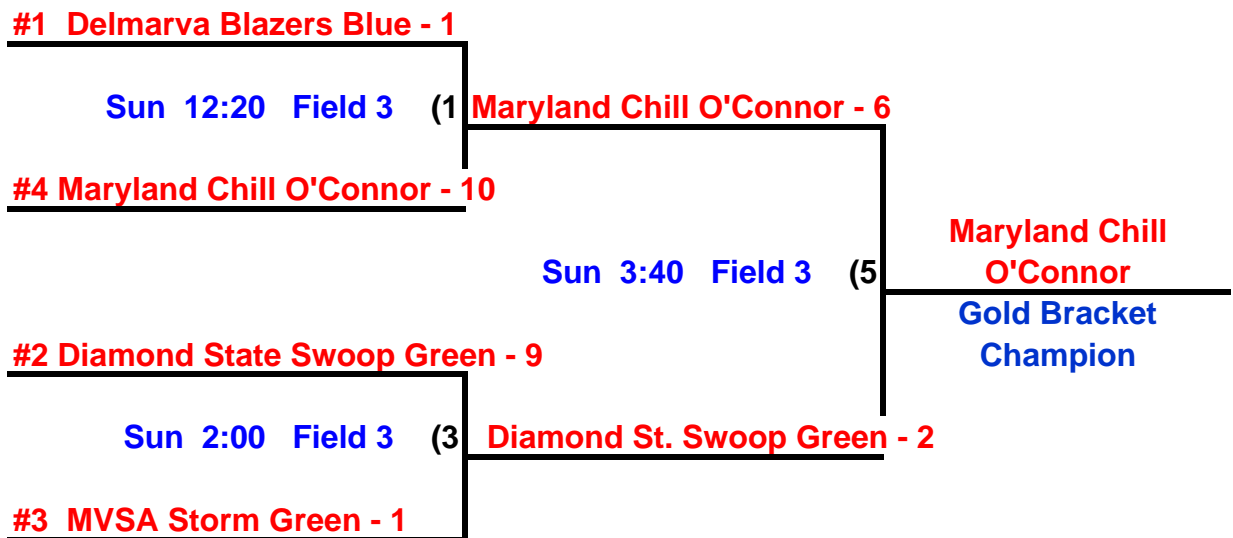 #1 Delmarva Blazers Blue - 1
Sun 12:20 Field 3 (1
Maryland Chill O'Connor - 6
#4 Maryland Chill O'Connor - 10
Sun 3:40 Field 3 (5
Maryland Chill
O'Connor
Gold Bracket
Champion
#2 Diamond State Swoop Green - 9
Sun 2:00 Field 3 (3
Diamond St. Swoop Green - 2
#3 MVSA Storm Green - 1